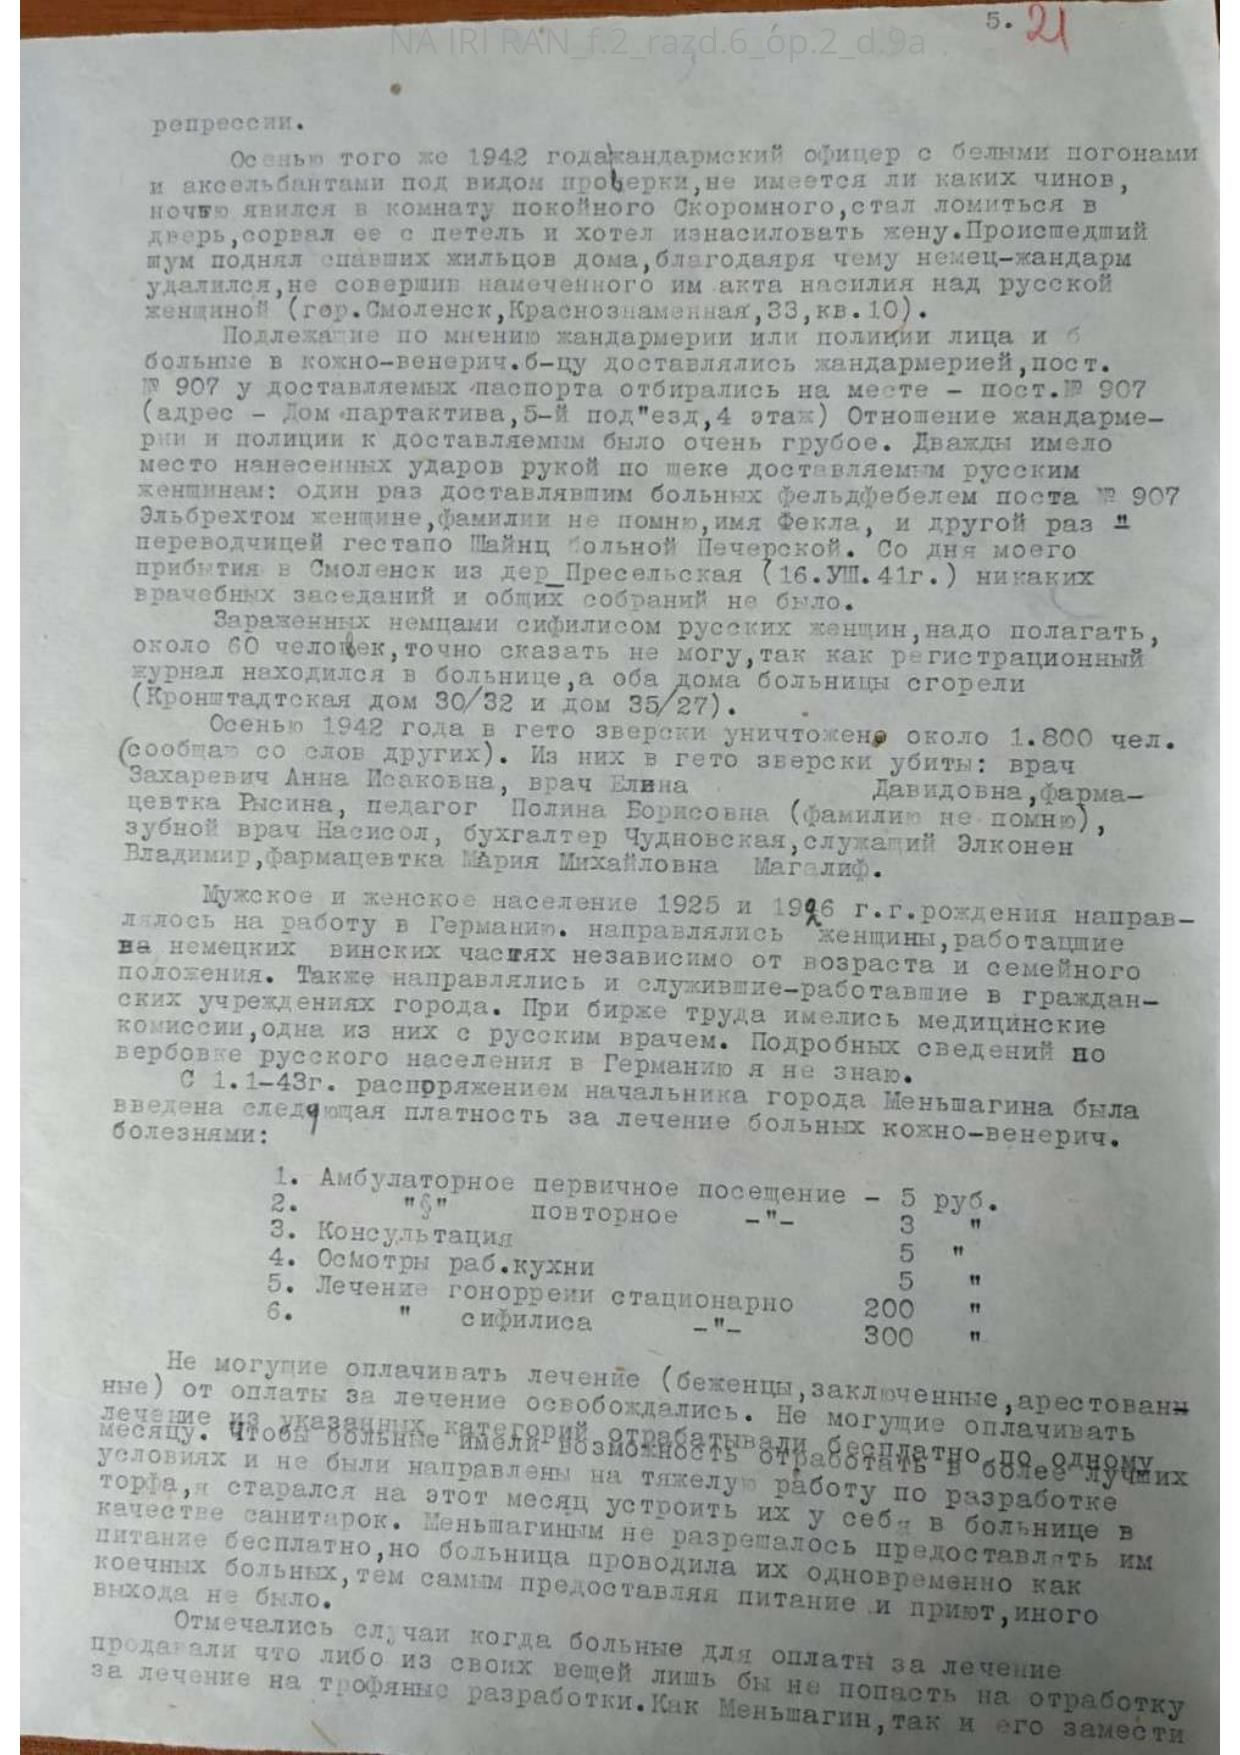 5. 21
NA IRI RAN_f.2_razd.6_op.2_d.9a
репрессии.
Осенью того же 1942 года жандармский офицер с белыми погонами
и аксельбантами под видом проверки,не имеется ли каких чинов,
ночью явился в комнату покойного Скоромного,стал ломиться в
дверь,сорвал ее с петель и хотел изнасиловать жену.Происшедший
шум поднял спавших жильцов дома,благодаяря чему немец-жандарм
удалился,не совершив намеченного им акта насилия над русской
женщиной (гор.Смоленск,Краснознаменная,33,кв.10).
Подлежащие по мнению жандармерии или полиции лица и б
больные в кожно-венерич.б-цу доставлялись жандармерией,пост.
№ 907 у доставляемых паспорта отбирались на месте - пост.№ 907
(адрес - Дом партактива,5-й под"езд,4 этаж) Отношение жандарме-
рии и полиции к доставляемым было очень грубое. Дважды имело
место нанесенных ударов рукой по щеке доставляемым русским
женщинам: один раз доставлявшим больных фельдфебелем поста № 907
Эльбрехтом женщине,фамилии не помню,имя Фекла, и другой раз "
переводчицей гестапо Шайнц больной Печерской. Со дня моего
прибытия в Смоленск из дер_Пресельская (16.УШ.41г.) никаких
врачебных заседаний и общих собраний не было.
Зараженных немцами сифилисом русских женщин,надо полагать,
около 60 человек,точно сказать не могу,так как регистрационный
журнал находился в больнице,а оба дома больницы сгорели
(Кронштадтская дом 30/32 и дом 35/27).
Осенью 1942 года в гето зверски уничтожено около 1.800 чел.
(сообщаю со слов других). Из них в гето зверски убиты: врач
Захаревич Анна Исаковна, врач Елина Давидовна,фарма-
цевтка Рысина, педагог Полина Борисовна (фамилию не помню),
зубной врач Насисол, бухгалтер Чудновская,служащий Элконен
Владимир,фармацевтка Мария Михайловна Магалиф.
Мужское и женское население 1925 и 1926 г.г.рождения направ-
лялось на работу в Германию. направлялись женщины,работацшие
на немецких винских частях независимо от возраста и семейного
положения. Также направлялись и служившие-работавшие в граждан-
ских учреждениях города. При бирже труда имелись медицинские
комиссии,одна из них с русским врачем. Подробных сведений по
вербовке русского населения в Германию я не знаю.
С 1.1-43г. распоряжением начальника города Меньшагина была
введена следующая платность за лечение больных кожно-венерич.
болезнями:
1. Амбулаторное первичное посещение - 5 руб.
2. "§" повторное -"- 3 "
3. Консультация 5 "
4. Осмотры раб.кухни 5 "
5. Лечение гонорреии стационарно 200 "
6. " сифилиса -"- 300 "
Не могущие оплачивать лечение (беженцы,заключенные,арестованн
ные) от оплаты за лечение освобождались. Не могущие оплачивать
лечение из указанных категорий отрабатывали бесплатно по одному
месяцу. Чтобы больные имели возможность отработать в более лучших
условиях и не были направлены на тяжелую работу по разработке
торфа,я старался на этот месяц устроить их у себя в больнице в
качестве санитарок. Меньшагиным не разрешалось предоставлять им
питание бесплатно,но больница проводила их одновременно как
коечных больных,тем самым предоставляя питание и приют,иного
выхода не было.
Отмечались случаи когда больные для оплаты за лечение
продавали что либо из своих вещей лишь бы не попасть на отработку
за лечение на трофяные разработки.Как Меньшагин,так и его замести